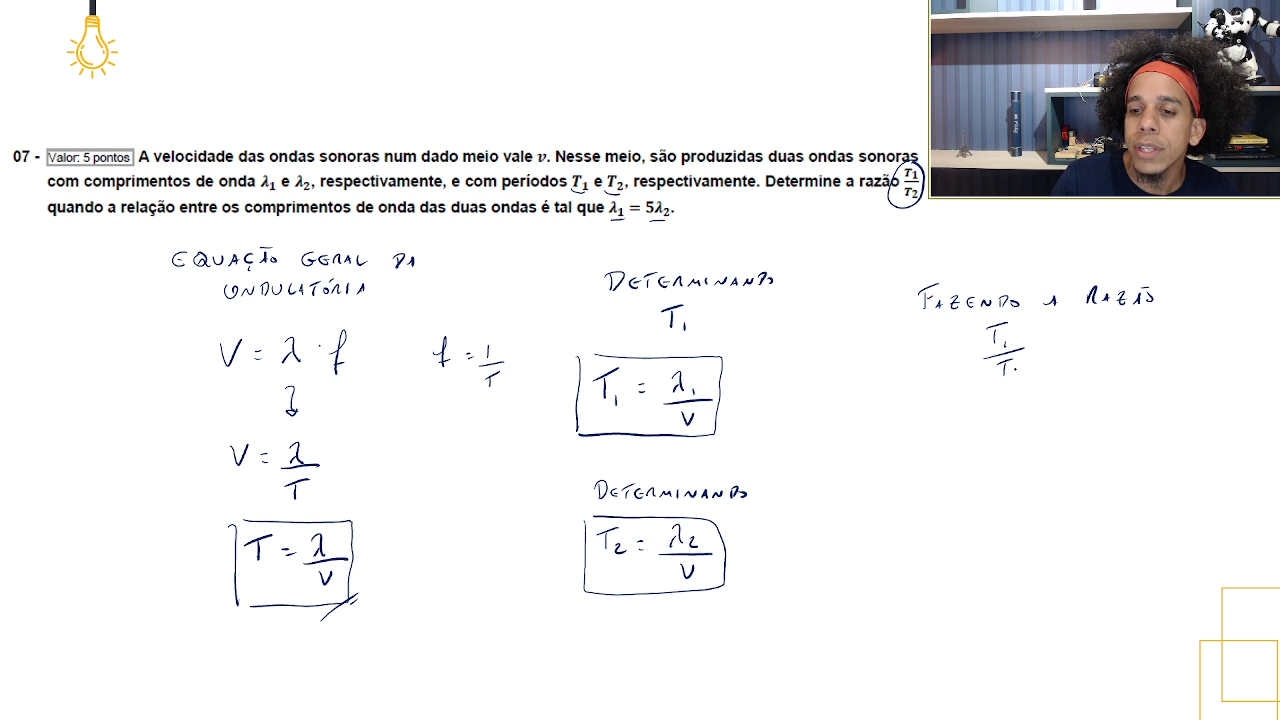 07 - Valor: 5 pontos A velocidade das ondas sonoras num dado meio vale v. Nesse meio, são produzidas duas ondas sonoras
com comprimentos de onda λ₁ e λ₂, respectivamente, e com períodos T₁ e T₂, respectivamente. Determine a razão T₁/T₂
quando a relação entre os comprimentos de onda das duas ondas é tal que λ₁ = 5λ₂.
EQUAÇÃO GERAL DA
ONDULATÓRIA
V = λ · f
f = 1/T
V = λ/T
T = λ/V
DETERMINANDO
T₁
T₁ = λ₁/V
DETERMINANDO
T₂ = λ₂/V
FAZENDO A RAZÃO
T₁/T